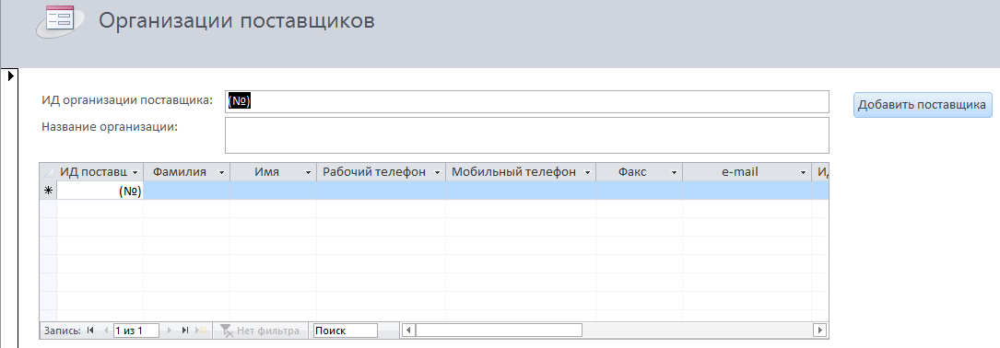 Организации поставщиков
ИД организации поставщика: (№)
Добавить поставщика
Название организации:
ИД поставщ Фамилия Имя Рабочий телефон Мобильный телефон Факс e-mail ИД
(№)
Запись: 1 из 1 Нет фильтра Поиск